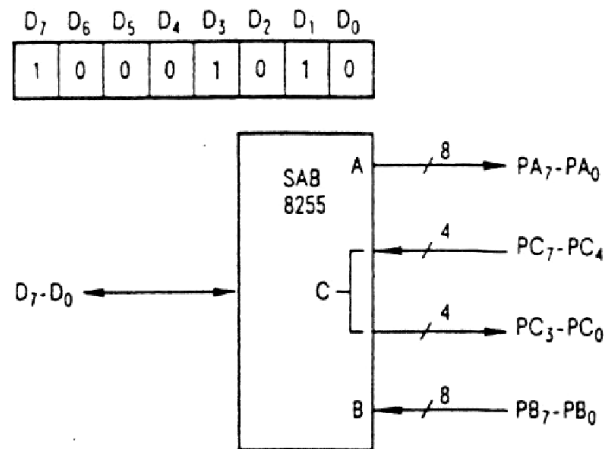 D₇ D₆ D₅ D₄ D₃ D₂ D₁ D₀
1 0 0 0 1 0 1 0
SAB
8255
A
8
PA₇-PA₀
4
PC₇-PC₄
D₇-D₀
C
4
PC₃-PC₀
B
8
PB₇-PB₀